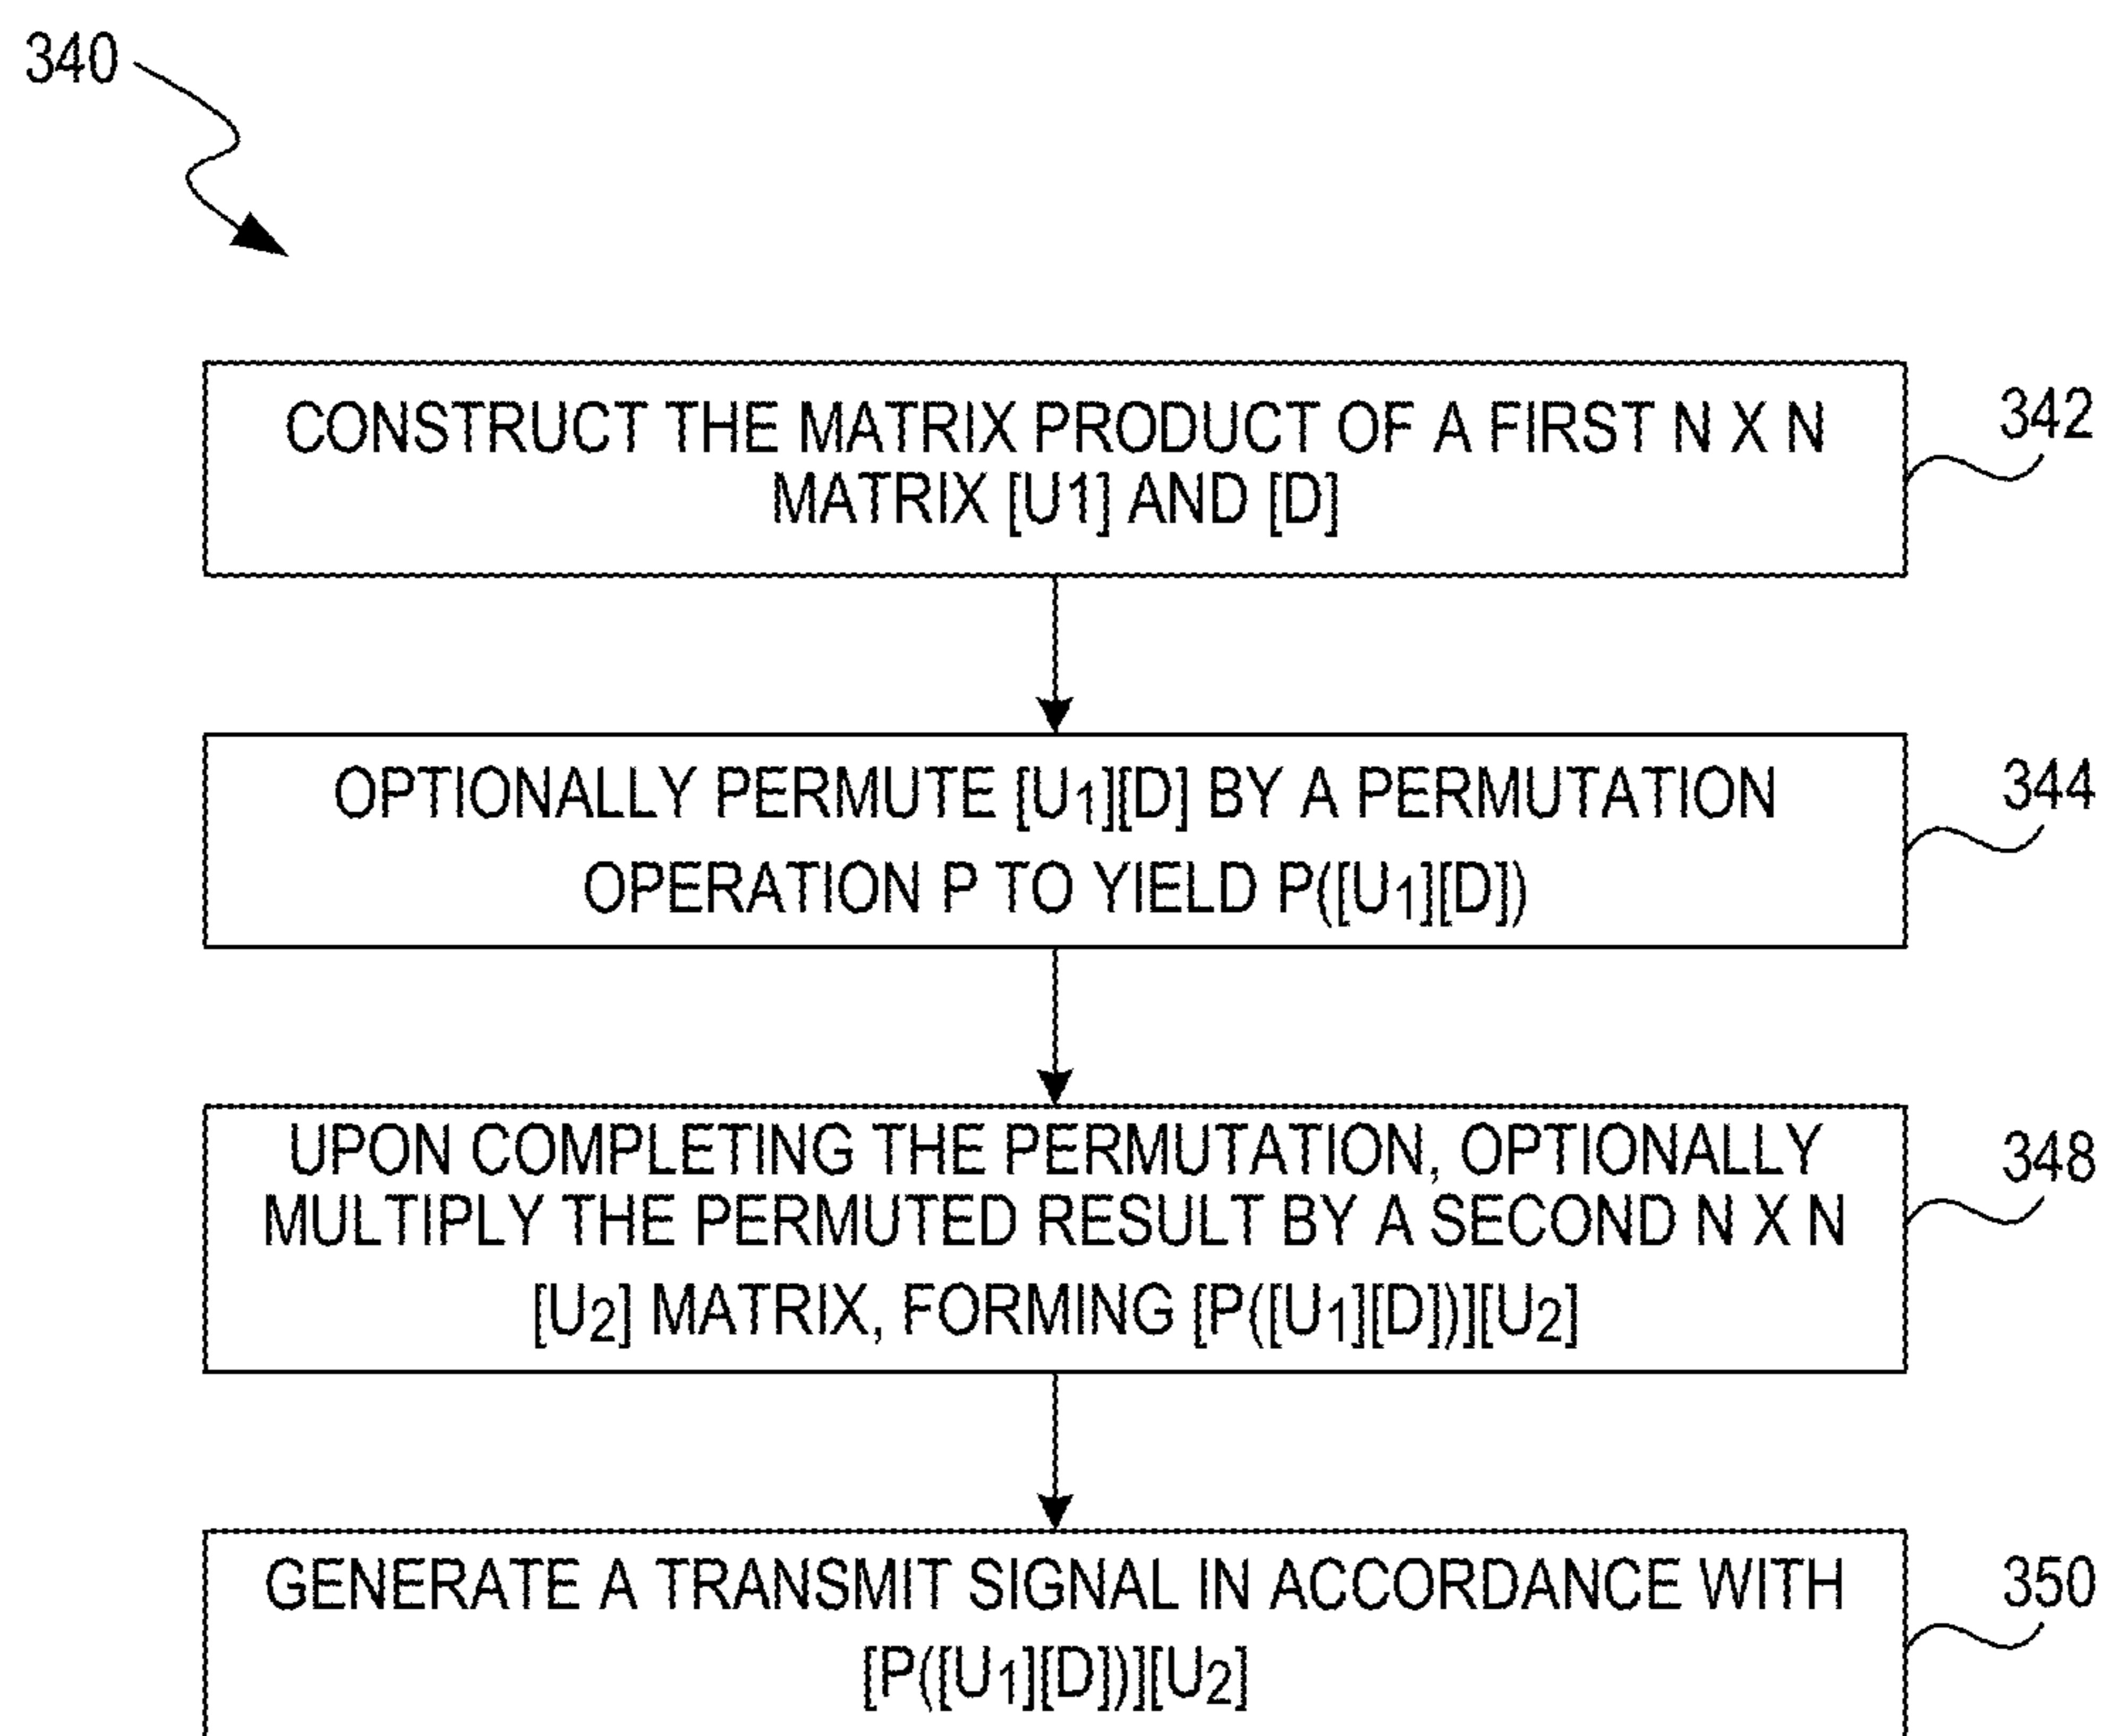 340
CONSTRUCT THE MATRIX PRODUCT OF A FIRST N X N
MATRIX [U1] AND [D]
342
OPTIONALLY PERMUTE [U1][D] BY A PERMUTATION
OPERATION P TO YIELD P([U1][D])
344
UPON COMPLETING THE PERMUTATION, OPTIONALLY
MULTIPLY THE PERMUTED RESULT BY A SECOND N X N
[U2] MATRIX, FORMING [P([U1][D])][U2]
348
GENERATE A TRANSMIT SIGNAL IN ACCORDANCE WITH
[P([U1][D])][U2]
350